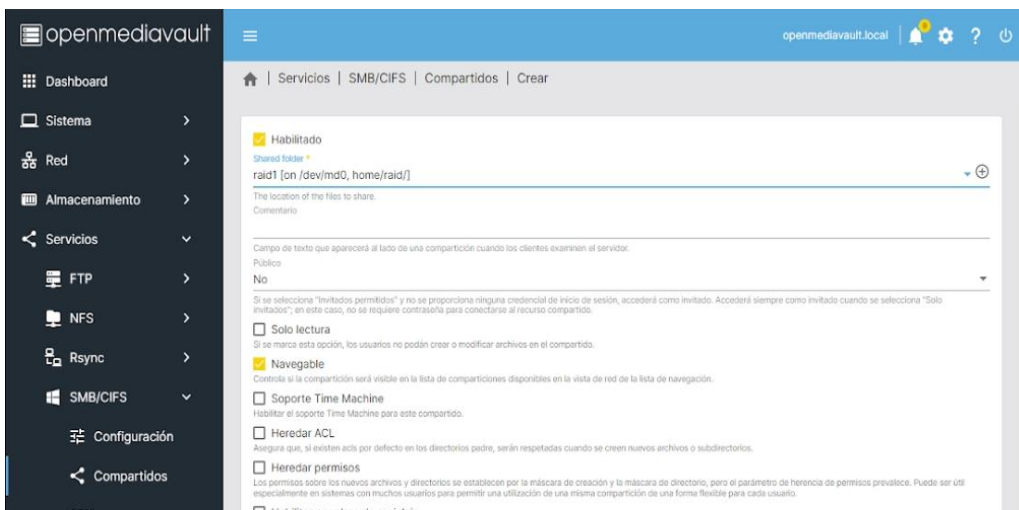 openmediavault
openmediavault.local
Dashboard
Sistema
Red
Almacenamiento
Servicios
FTP
NFS
Rsync
SMB/CIFS
Configuración
Compartidos
| Servicios | SMB/CIFS | Compartidos | Crear
Habilitado
Shared folder *
raid1 [on /dev/md0, home/raid/]
The location of the files to share.
Comentario
Campo de texto que aparecerá al lado de una compartición cuando los clientes examinen el servidor.
Público
No
Si se selecciona "Invitados permitidos" y no se proporciona ninguna credencial de inicio de sesión, accederá como invitado. Accederá siempre como invitado cuando se selecciona "Solo
invitados"; en este caso, no se requiere contraseña para conectarse al recurso compartido.
Solo lectura
Si se marca esta opción, los usuarios no podán crear o modificar archivos en el compartido.
Navegable
Controla si la compartición será visible en la lista de comparticiones disponibles en la vista de red de la lista de navegación.
Soporte Time Machine
Habilitar el soporte Time Machine para este compartido.
Heredar ACL
Asegura que, si existen acls por defecto en los directorios padre, serán respetadas cuando se creen nuevos archivos o subdirectorios.
Heredar permisos
Los permisos sobre los nuevos archivos y directorios se establecen por la máscara de creación y la máscara de directorio, pero el parámetro de herencia de permisos prevalece. Puede ser útil
especialmente en sistemas con muchos usuarios para permitir una utilización de una misma compartición de una forma flexible para cada usuario.